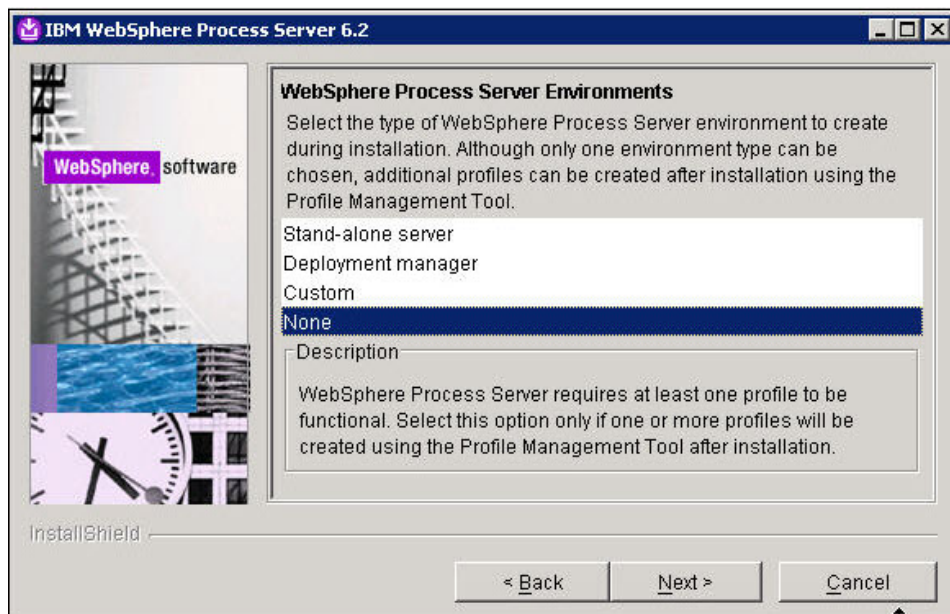 IBM WebSphere Process Server 6.2
WebSphere. software
WebSphere Process Server Environments
Select the type of WebSphere Process Server environment to create
during installation. Although only one environment type can be
chosen, additional profiles can be created after installation using the
Profile Management Tool.
Stand-alone server
Deployment manager
Custom
None
Description
WebSphere Process Server requires at least one profile to be
functional. Select this option only if one or more profiles will be
created using the Profile Management Tool after installation.
InstallShield
< Back
Next >
Cancel